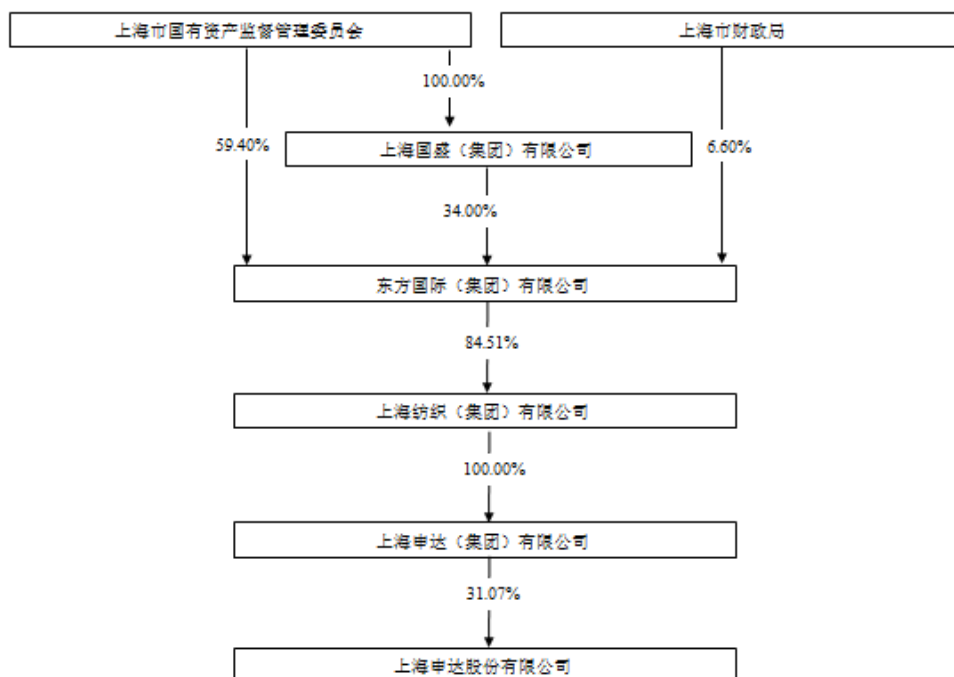 上海市国有资产监督管理委员会
上海市财政局
100.00%
59.40%
上海国盛（集团）有限公司
6.60%
34.00%
东方国际（集团）有限公司
84.51%
上海纺织（集团）有限公司
100.00%
上海申达（集团）有限公司
31.07%
上海申达股份有限公司